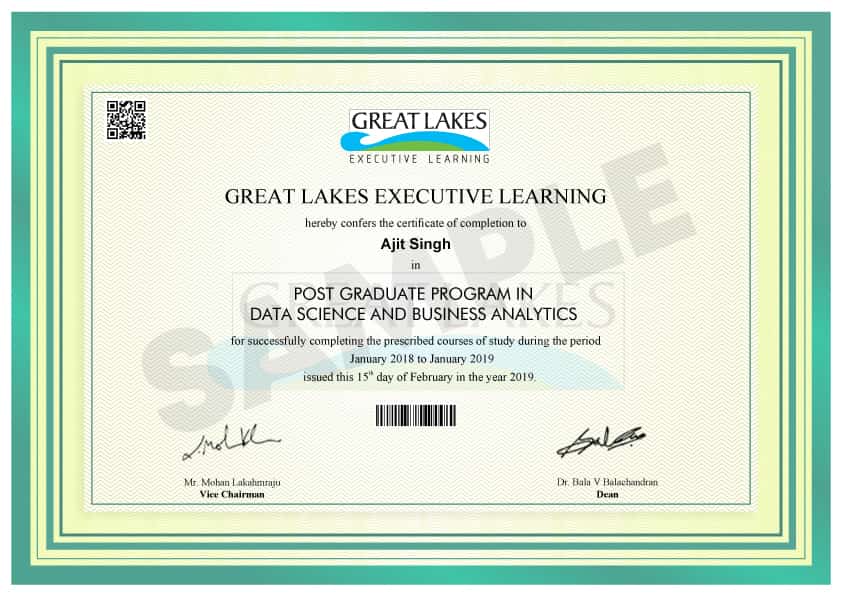 GREAT LAKES
EXECUTIVE LEARNING
GREAT LAKES EXECUTIVE LEARNING
hereby confers the certificate of completion to
Ajit Singh
in
GREAT LAKES
POST GRADUATE PROGRAM IN
DATA SCIENCE AND BUSINESS ANALYTICS
for successfully completing the prescribed courses of study during the period
January 2018 to January 2019
issued this 15th day of February in the year 2019.
SAMPLE
Mr. Mohan Lakahmraju
Vice Chairman
Dr. Bala V Balachandran
Dean